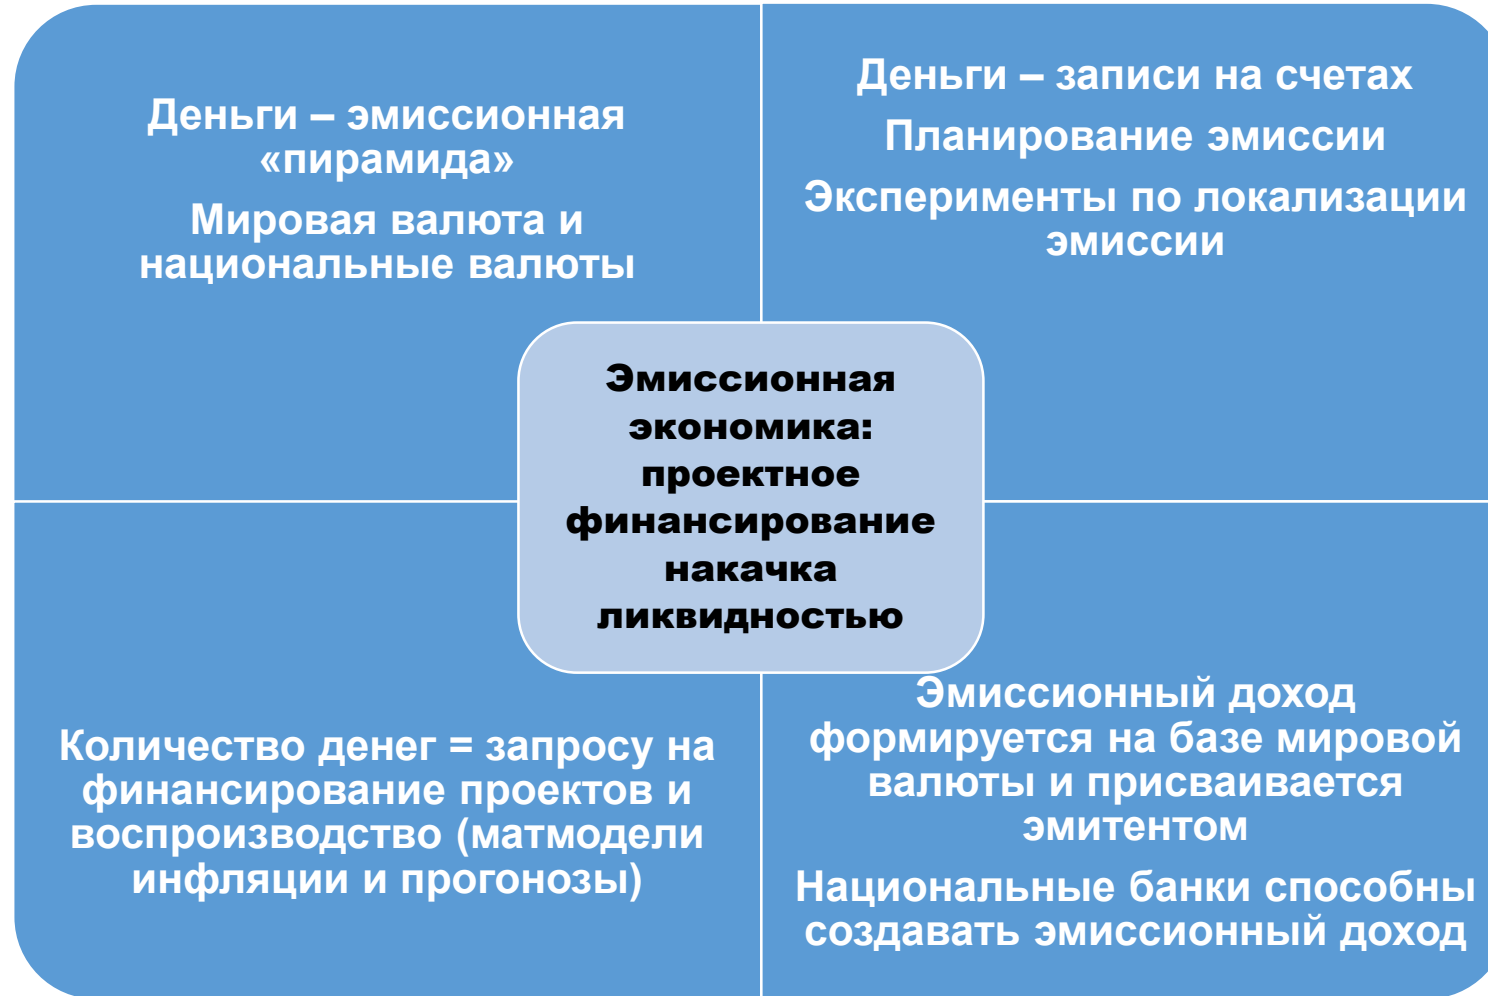 Деньги – эмиссионная
«пирамида»
Мировая валюта и
национальные валюты
Деньги – записи на счетах
Планирование эмиссии
Эксперименты по локализации
эмиссии
Эмиссионная
экономика:
проектное
финансирование
накачка
ликвидностью
Количество денег = запросу на
финансирование проектов и
воспроизводство (матмодели
инфляции и прогонозы)
Эмиссионный доход
формируется на базе мировой
валюты и присваивается
эмитентом
Национальные банки способны
создавать эмиссионный доход